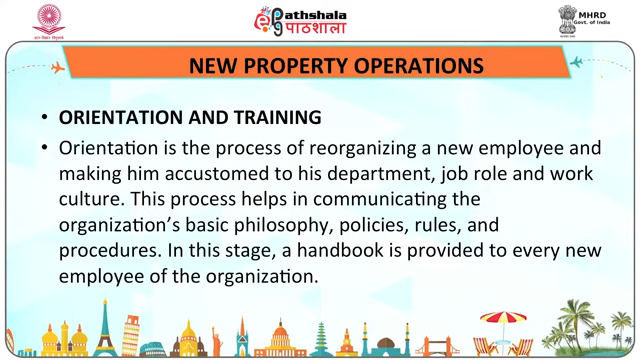 ePathshala
पाठशाला
MHRD
Govt. of India
NEW PROPERTY OPERATIONS
• ORIENTATION AND TRAINING
• Orientation is the process of reorganizing a new employee and
making him accustomed to his department, job role and work
culture. This process helps in communicating the
organization's basic philosophy, policies, rules, and
procedures. In this stage, a handbook is provided to every new
employee of the organization.